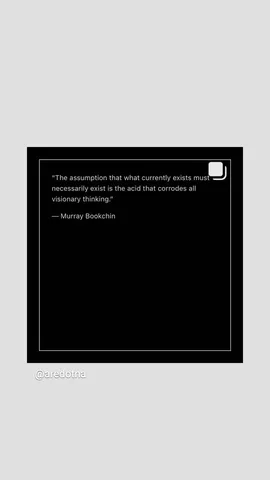 "The assumption that what currently exists must
necessarily exist is the acid that corrodes all
visionary thinking."
— Murray Bookchin
@aredotna